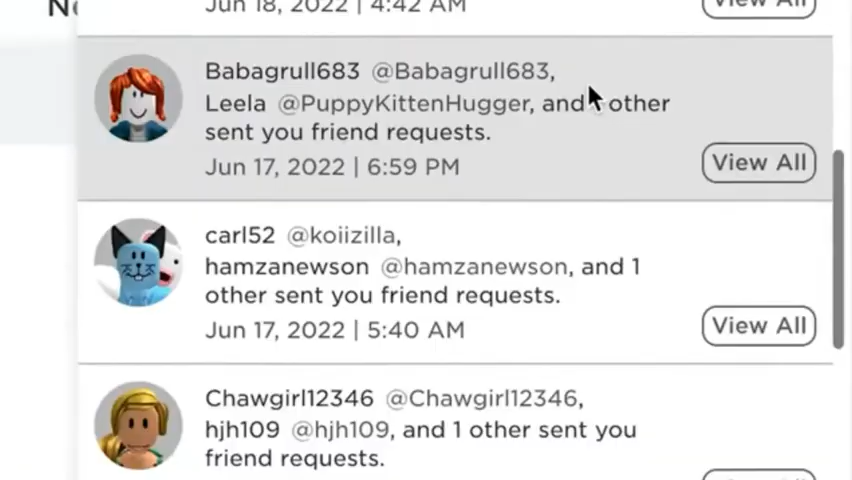 Jun 18, 2022 | 4:42 AM
View All
Babagrull683 @Babagrull683,
Leela @PuppyKittenHugger, and other
sent you friend requests.
Jun 17, 2022 | 6:59 PM
View All
carl52 @koiizilla,
hamzanewson @hamzanewson, and 1
other sent you friend requests.
Jun 17, 2022 | 5:40 AM
View All
Chawgirl12346 @Chawgirl12346,
hjh109 @hjh109, and 1 other sent you
friend requests.